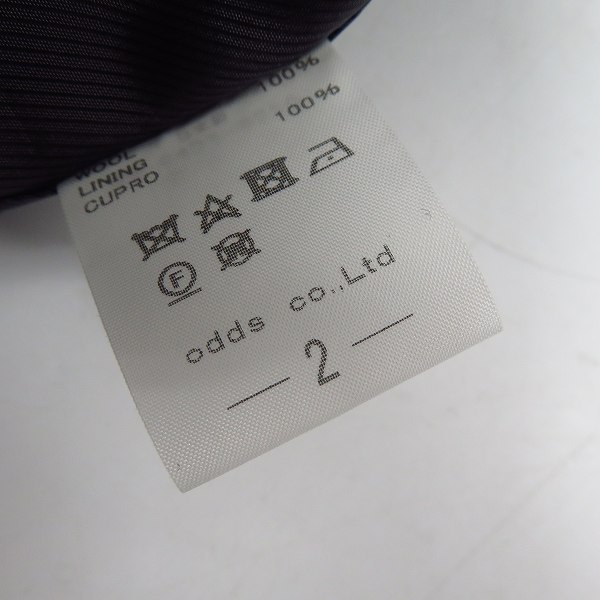 WOOL 100%
LINING
CUPRO 100%
F W
odds co.,Ltd
— 2 —